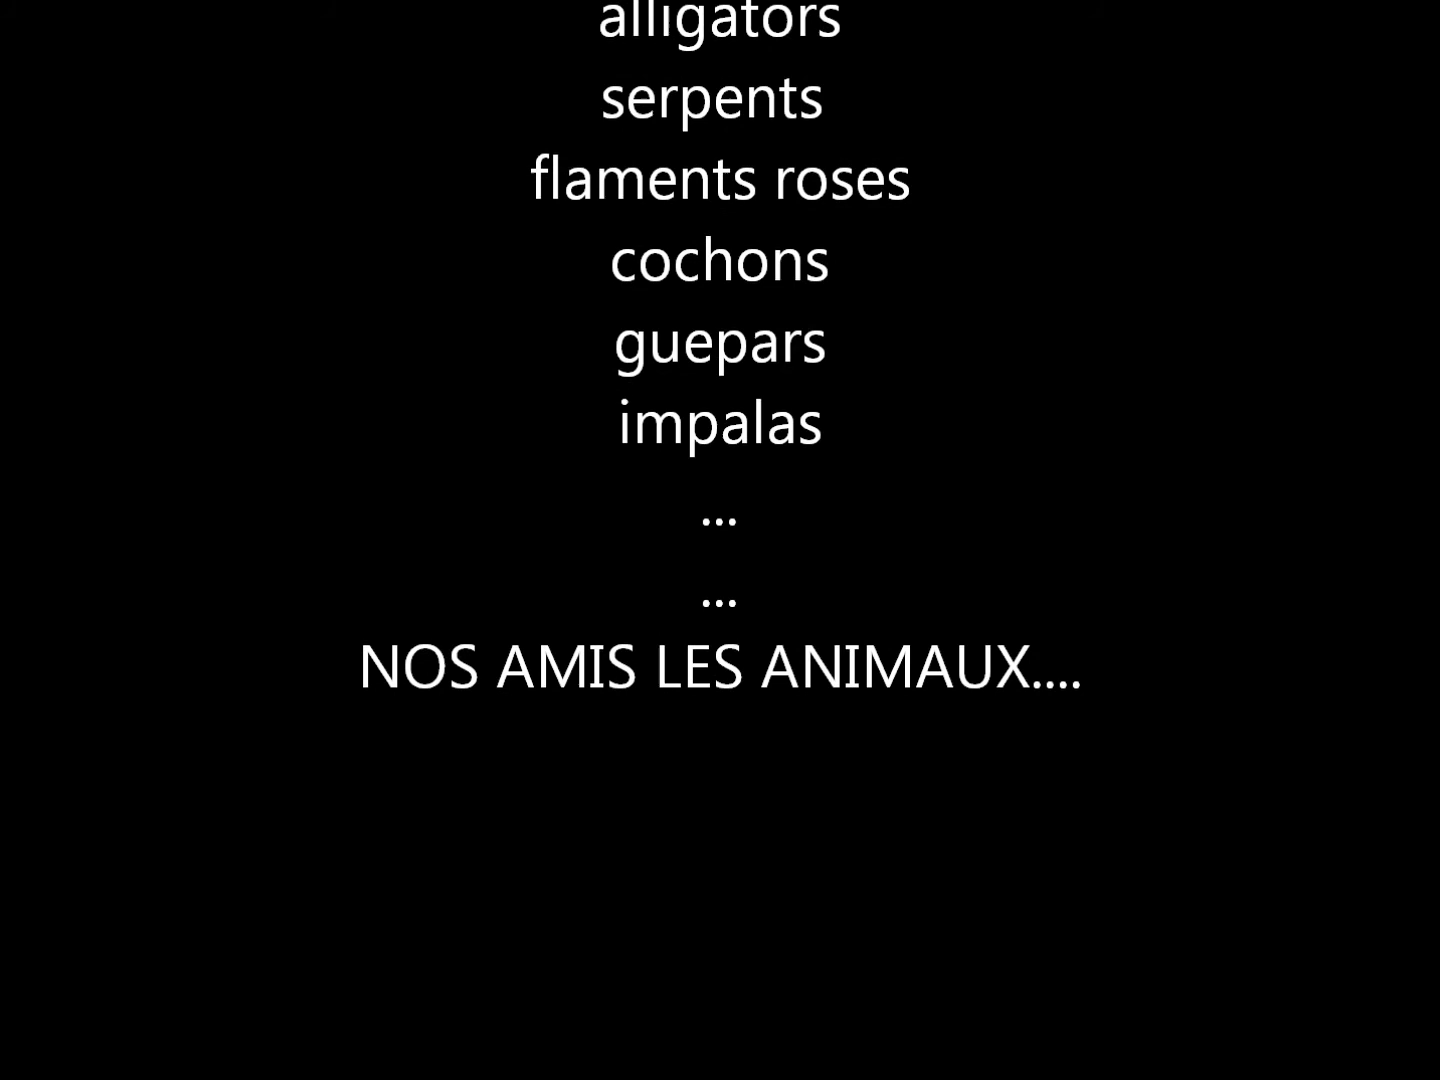 alligators
serpents
flaments roses
cochons
guepars
impalas
...
...
NOS AMIS LES ANIMAUX....